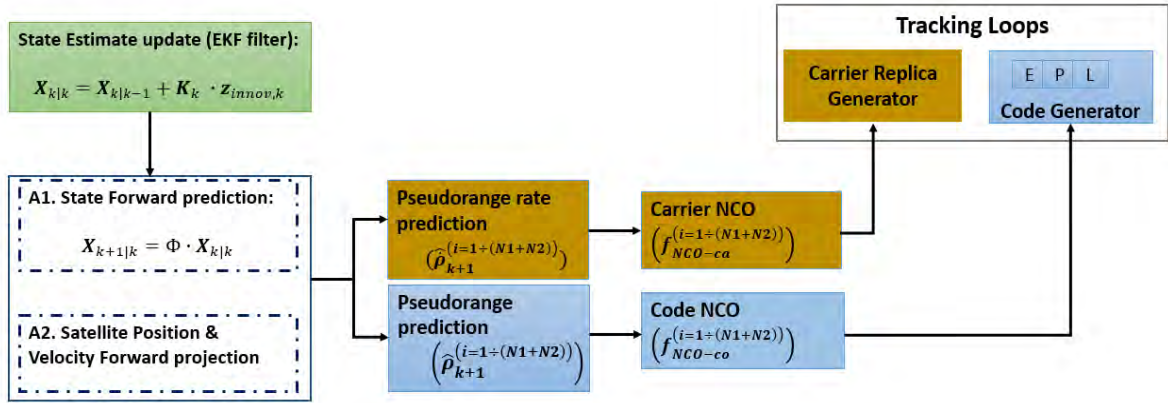 State Estimate update (EKF filter):
𝑿_{k|k} = 𝑿_{k|k−1} + 𝑲_k · 𝒛_{innov,k}
A1. State Forward prediction:
𝑿_{k+1|k} = Φ · 𝑿_{k|k}
A2. Satellite Position &
Velocity Forward projection
Pseudorange rate
prediction
(\hat{\dot{ρ}}_{k+1}^{(i=1÷(N1+N2))})
Pseudorange
prediction
(\hat{ρ}_{k+1}^{(i=1÷(N1+N2))})
Carrier NCO
(f_{NCO−ca}^{(i=1÷(N1+N2))})
Code NCO
(f_{NCO−co}^{(i=1÷(N1+N2))})
Tracking Loops
Carrier Replica
Generator
E P L
Code Generator